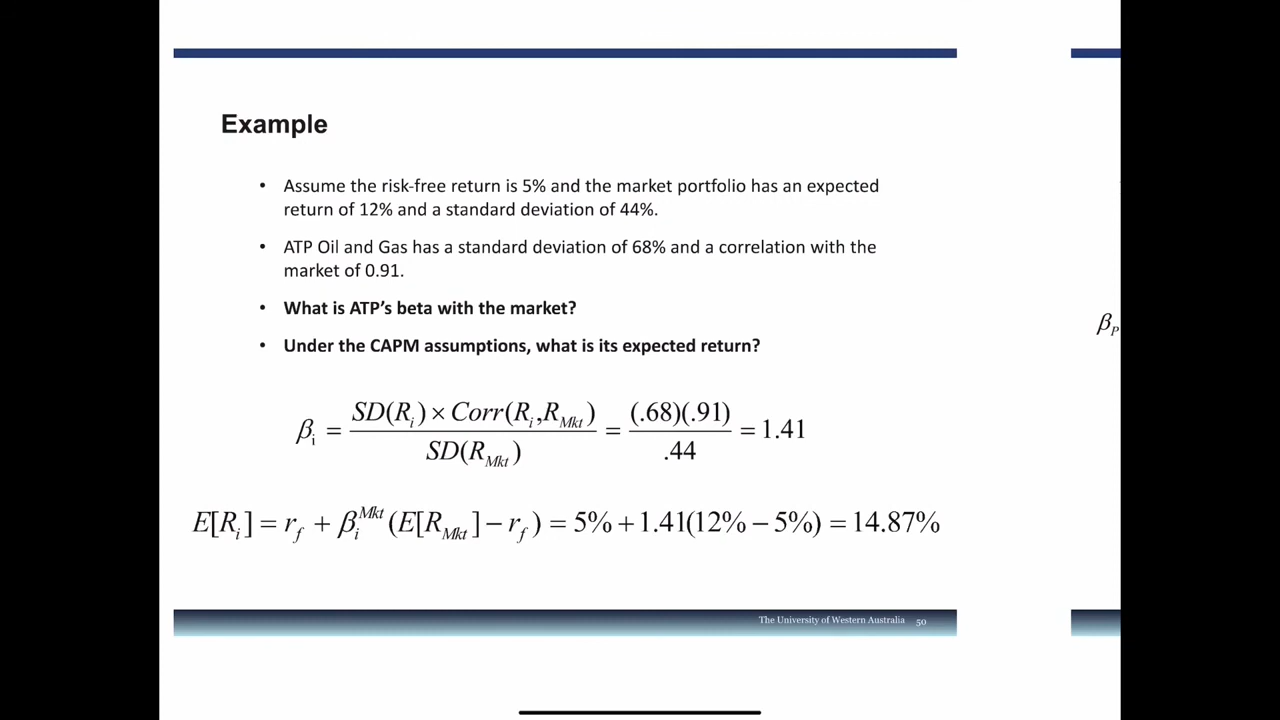 Example
• Assume the risk-free return is 5% and the market portfolio has an expected
return of 12% and a standard deviation of 44%.
• ATP Oil and Gas has a standard deviation of 68% and a correlation with the
market of 0.91.
• What is ATP's beta with the market?
• Under the CAPM assumptions, what is its expected return?
β_P
β_i = SD(R_i) × Corr(R_i, R_Mkt) / SD(R_Mkt) = (.68)(.91) / .44 = 1.41
E[R_i] = r_f + β_i^Mkt (E[R_Mkt] − r_f) = 5% + 1.41(12% − 5%) = 14.87%
The University of Western Australia 50